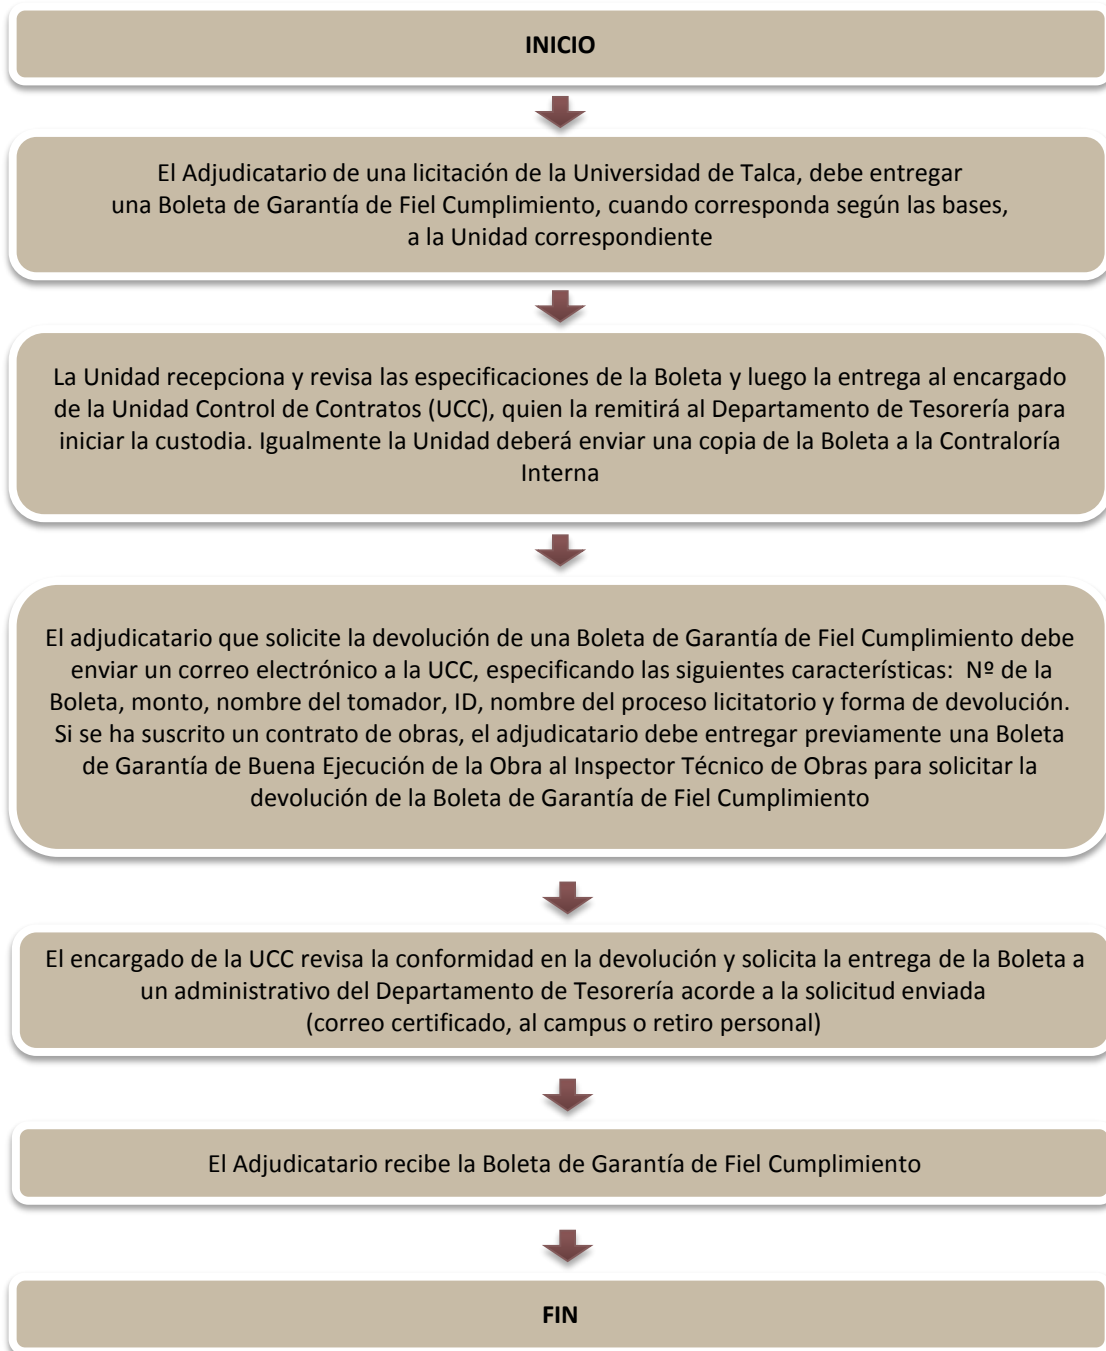 INICIO
El Adjudicatario de una licitación de la Universidad de Talca, debe entregar
una Boleta de Garantía de Fiel Cumplimiento, cuando corresponda según las bases,
a la Unidad correspondiente
La Unidad recepciona y revisa las especificaciones de la Boleta y luego la entrega al encargado
de la Unidad Control de Contratos (UCC), quien la remitirá al Departamento de Tesorería para
iniciar la custodia. Igualmente la Unidad deberá enviar una copia de la Boleta a la Contraloría
Interna
El adjudicatario que solicite la devolución de una Boleta de Garantía de Fiel Cumplimiento debe
enviar un correo electrónico a la UCC, especificando las siguientes características:  Nº de la
Boleta, monto, nombre del tomador, ID, nombre del proceso licitatorio y forma de devolución.
Si se ha suscrito un contrato de obras, el adjudicatario debe entregar previamente una Boleta
de Garantía de Buena Ejecución de la Obra al Inspector Técnico de Obras para solicitar la
devolución de la Boleta de Garantía de Fiel Cumplimiento
El encargado de la UCC revisa la conformidad en la devolución y solicita la entrega de la Boleta a
un administrativo del Departamento de Tesorería acorde a la solicitud enviada
(correo certificado, al campus o retiro personal)
El Adjudicatario recibe la Boleta de Garantía de Fiel Cumplimiento
FIN